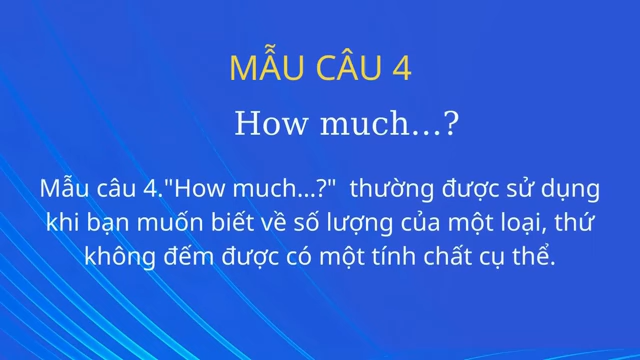 MẪU CÂU 4
How much...?
Mẫu câu 4."How much...?"  thường được sử dụng
khi bạn muốn biết về số lượng của một loại, thứ
không đếm được có một tính chất cụ thể.